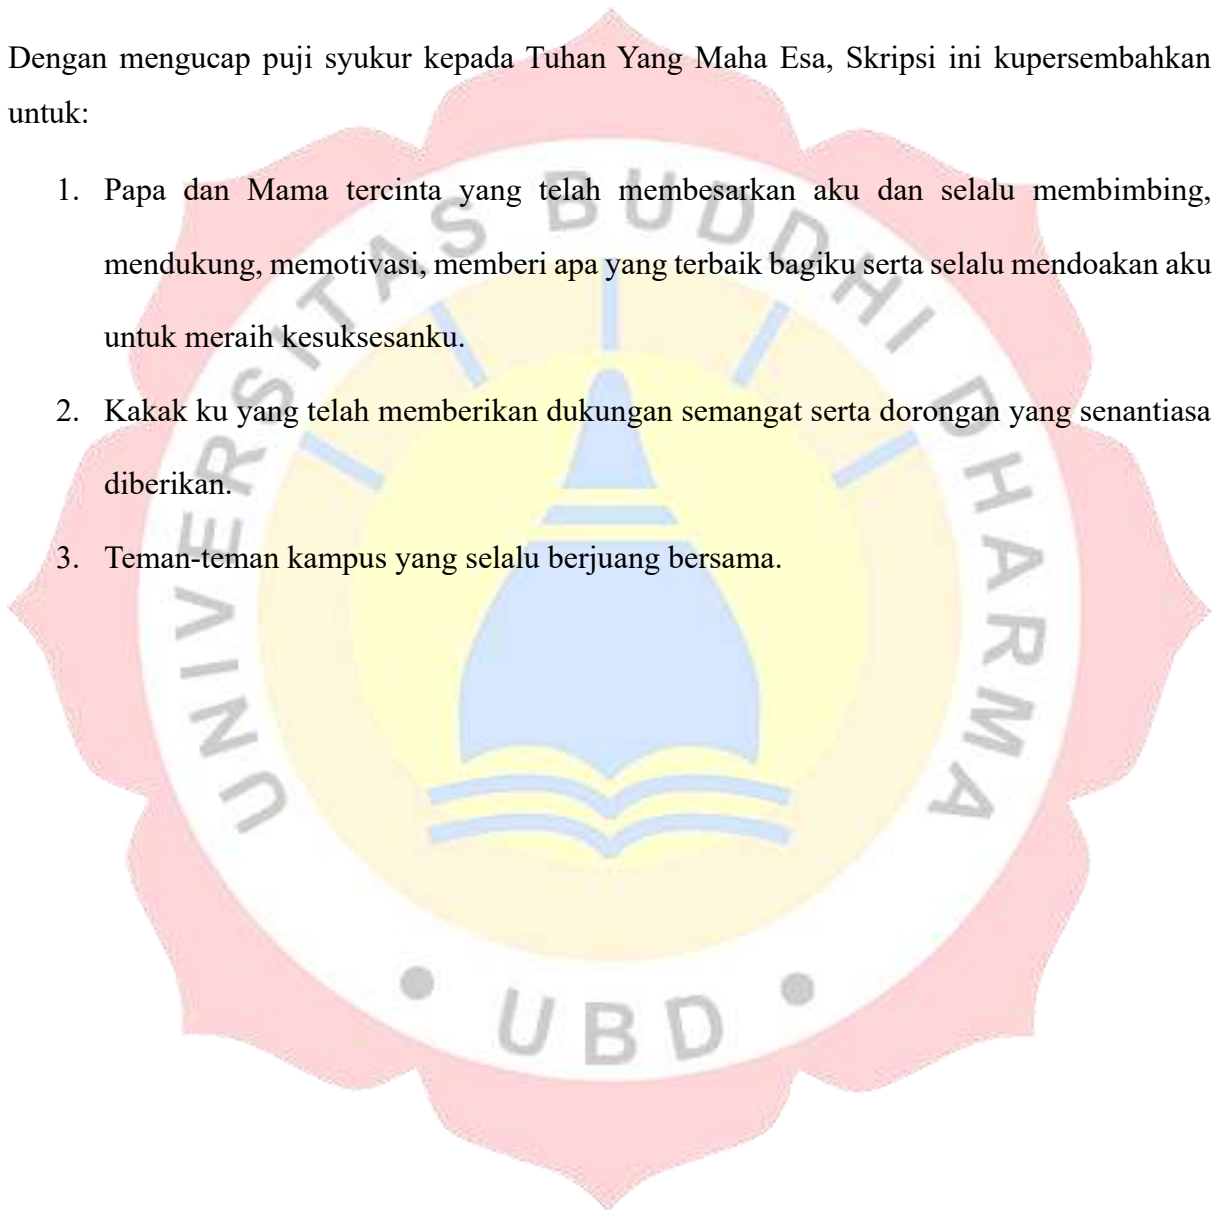 Dengan mengucap puji syukur kepada Tuhan Yang Maha Esa, Skripsi ini kupersembahkan
untuk:
1. Papa dan Mama tercinta yang telah membesarkan aku dan selalu membimbing,
mendukung, memotivasi, memberi apa yang terbaik bagiku serta selalu mendoakan aku
untuk meraih kesuksesanku.
2. Kakak ku yang telah memberikan dukungan semangat serta dorongan yang senantiasa
diberikan.
3. Teman-teman kampus yang selalu berjuang bersama.
UNIVERSITAS BUDDHI DHARMA
• UBD •